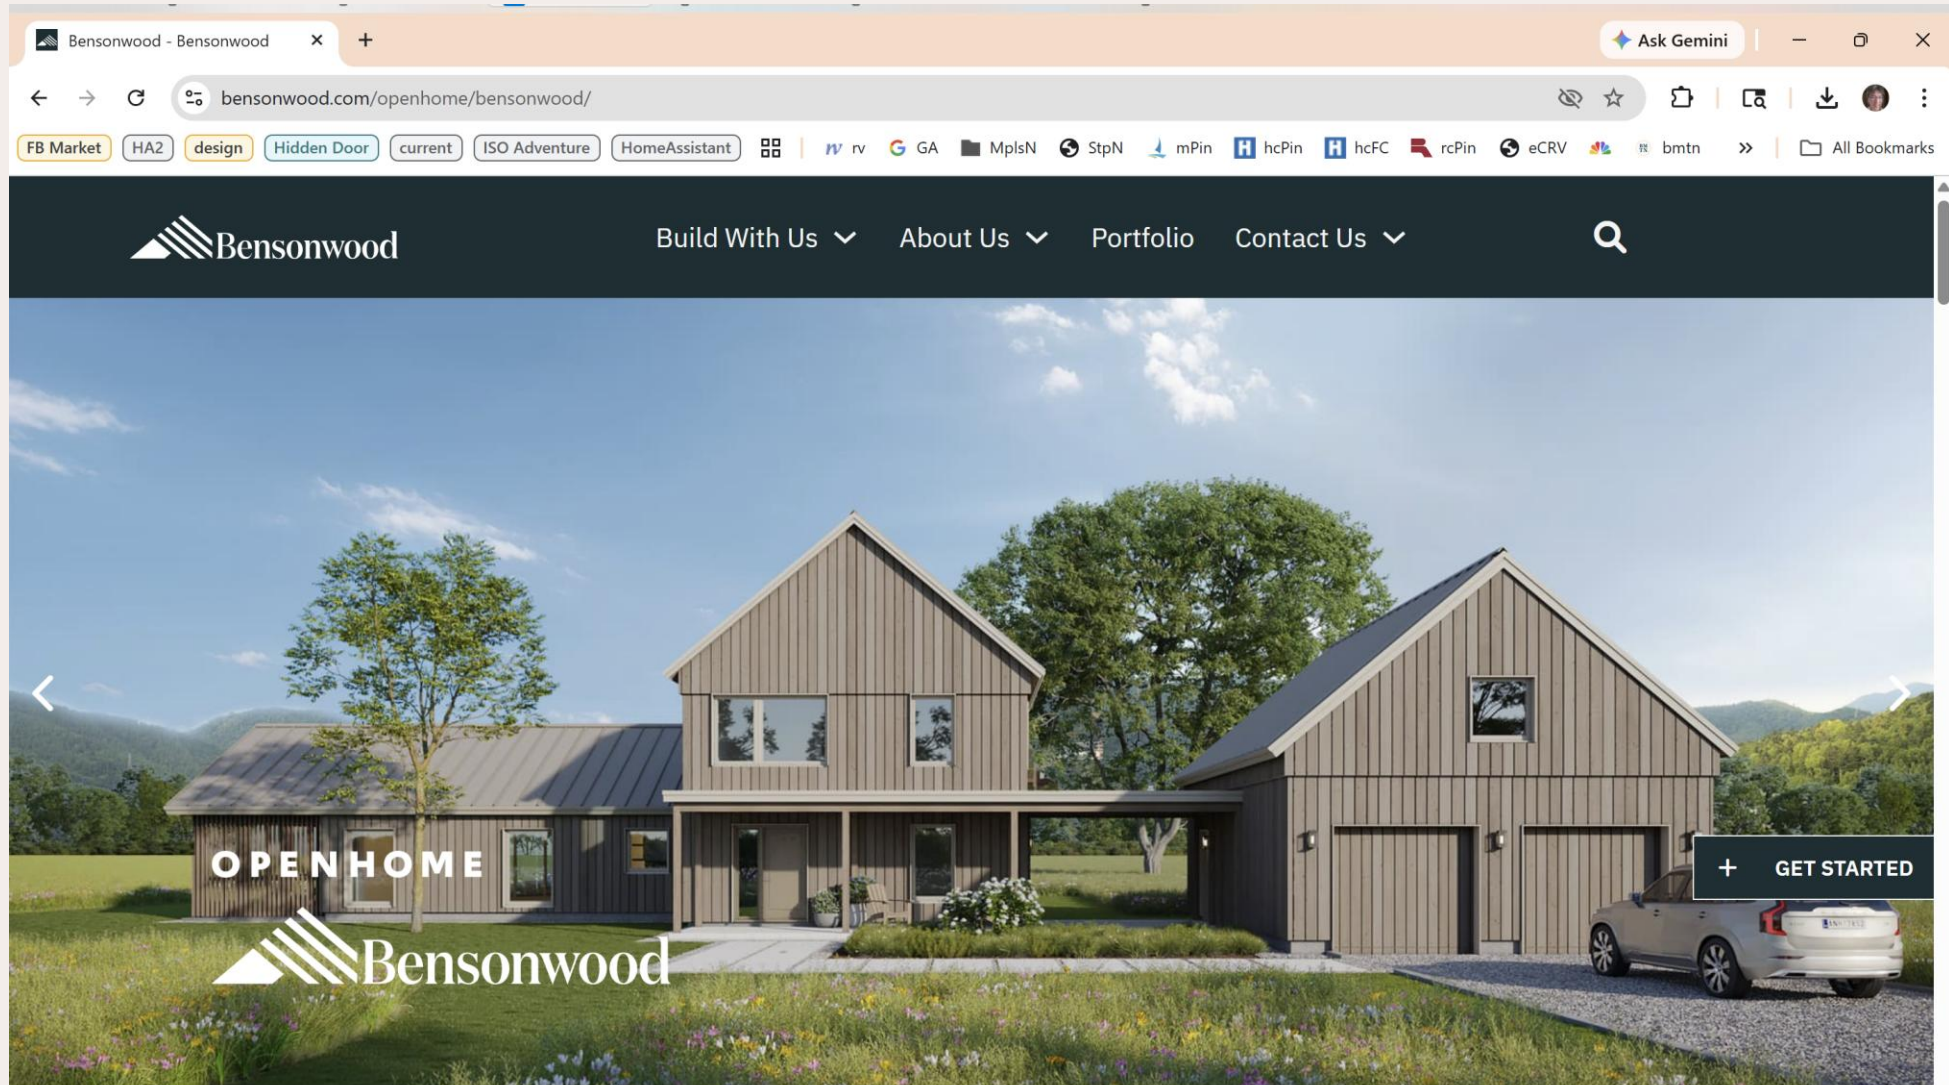 Bensonwood - Bensonwood
Ask Gemini
bensonwood.com/openhome/bensonwood/
FB Market HA2 design Hidden Door current ISO Adventure HomeAssistant rv GA MplsN StpN mPin hcPin hcFC rcPin eCRV bmtn All Bookmarks
Bensonwood Build With Us About Us Portfolio Contact Us
OPENHOME
+ GET STARTED
Bensonwood